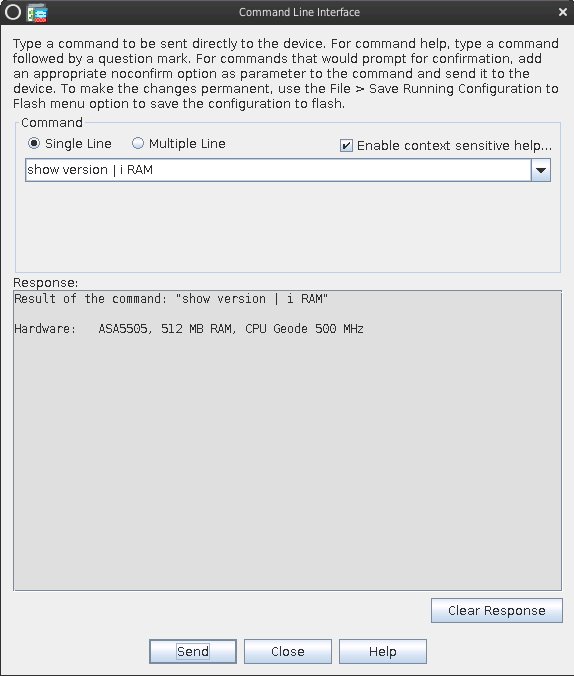 Command Line Interface
Type a command to be sent directly to the device. For command help, type a command
followed by a question mark. For commands that would prompt for confirmation, add
an appropriate noconfirm option as parameter to the command and send it to the
device. To make the changes permanent, use the File > Save Running Configuration to
Flash menu option to save the configuration to flash.
Command
Single Line Multiple Line Enable context sensitive help...
show version | i RAM
Response:
Result of the command: "show version | i RAM"
Hardware: ASA5505, 512 MB RAM, CPU Geode 500 MHz
Clear Response
Send Close Help